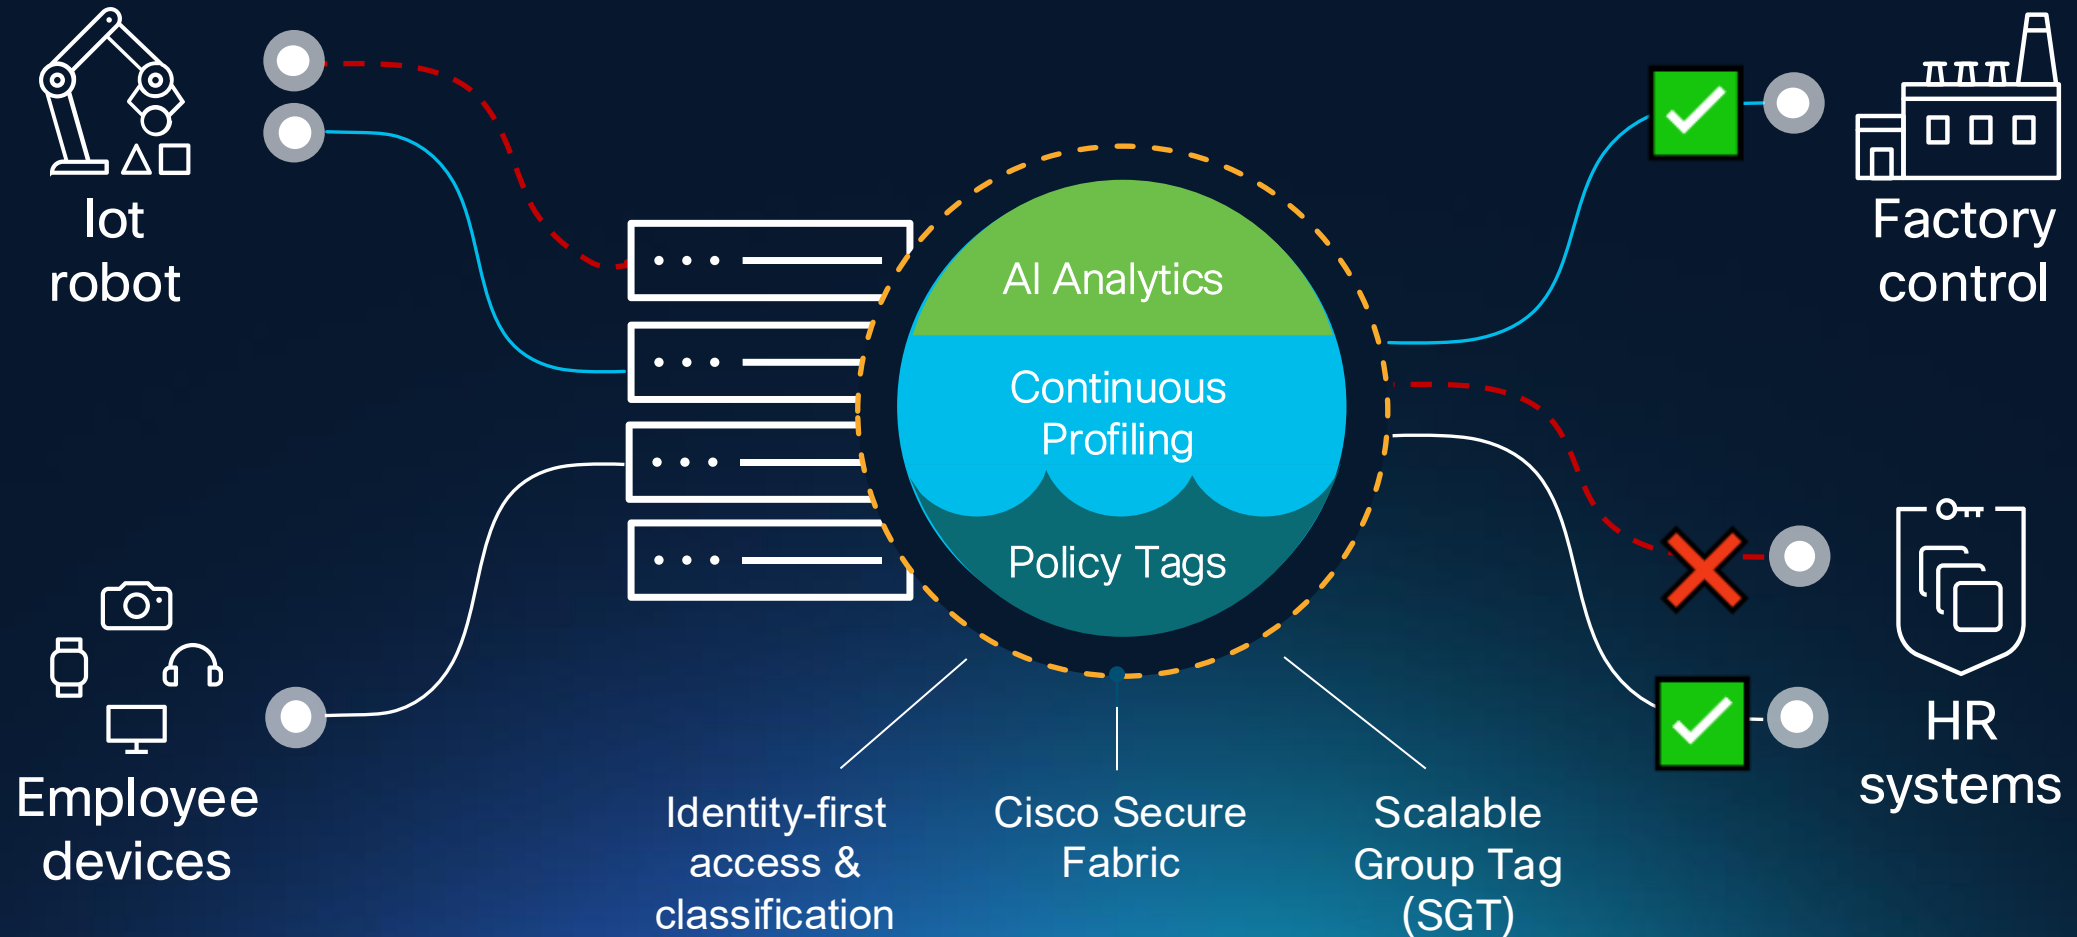 Iot
robot
Employee
devices
AI Analytics
Continuous
Profiling
Policy Tags
Identity-first
access &
classification
Cisco Secure
Fabric
Scalable
Group Tag
(SGT)
Factory
control
HR
systems